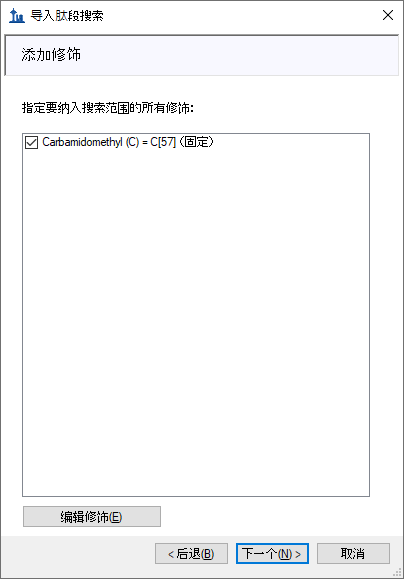 导入肽段搜索
添加修饰
指定要纳入搜索范围的所有修饰:
Carbamidomethyl (C) = C[57] (固定)
编辑修饰(E)
< 后退(B)
下一个(N) >
取消